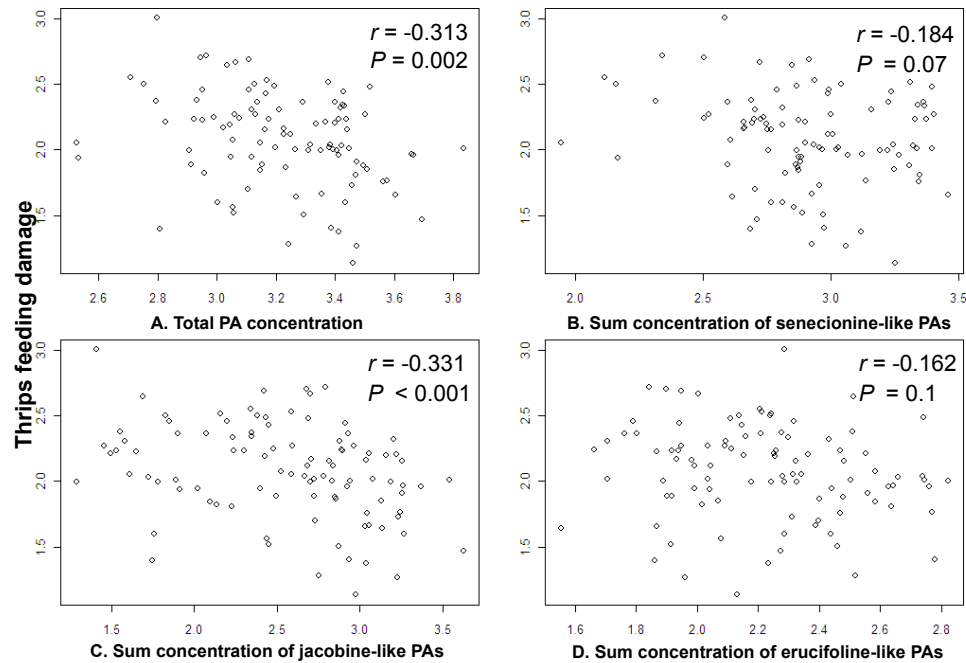 Thrips feeding damage
3.0
2.5
2.0
1.5
r = -0.313
P = 0.002
2.6 2.8 3.0 3.2 3.4 3.6 3.8
A. Total PA concentration
3.0
2.5
2.0
1.5
r = -0.184
P = 0.07
2.0 2.5 3.0 3.5
B. Sum concentration of senecionine-like PAs
3.0
2.5
2.0
1.5
r = -0.331
P < 0.001
1.5 2.0 2.5 3.0 3.5
C. Sum concentration of jacobine-like PAs
3.0
2.5
2.0
1.5
r = -0.162
P = 0.1
1.6 1.8 2.0 2.2 2.4 2.6 2.8
D. Sum concentration of erucifoline-like PAs